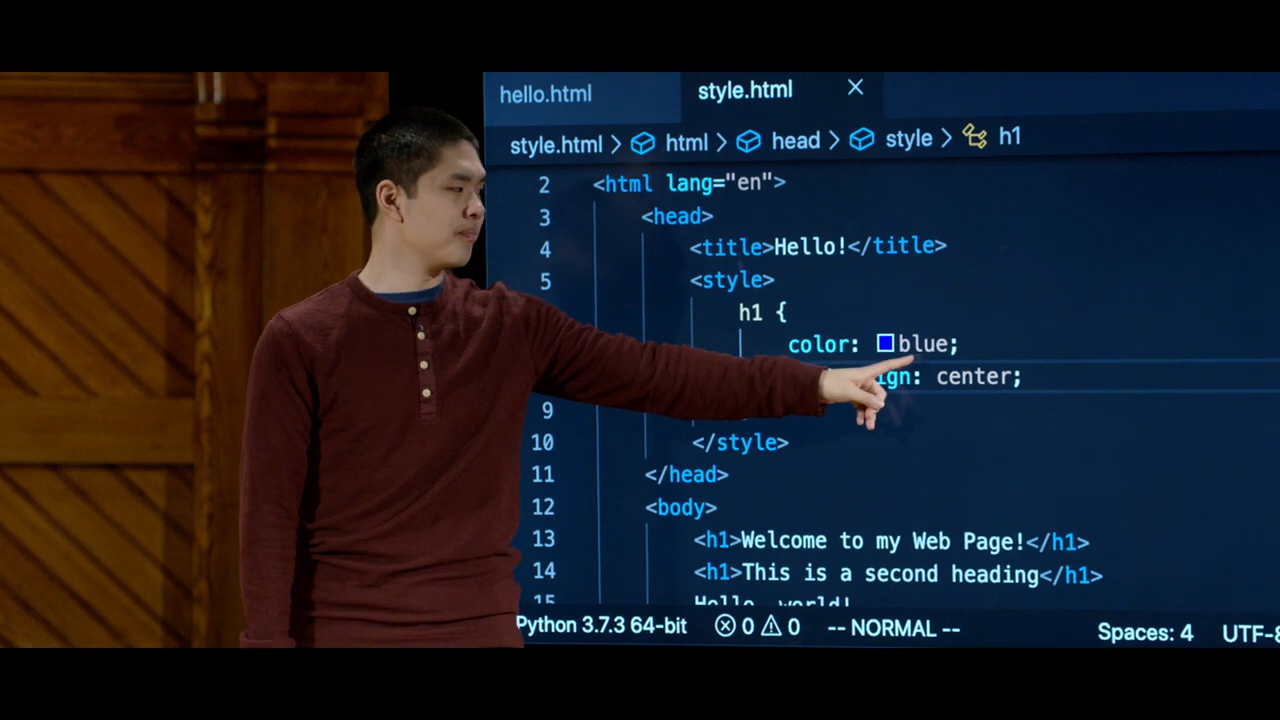 hello.html style.html
style.html > html > head > style > h1
2 <html lang="en">
3 <head>
4 <title>Hello!</title>
5 <style>
h1 {
color: blue;
center;
9
10 </style>
11 </head>
12 <body>
13 <h1>Welcome to my Web Page!</h1>
14 <h1>This is a second heading</h1>
15 Hello, world!
Python 3.7.3 64-bit 0 0 -- NORMAL -- Spaces: 4